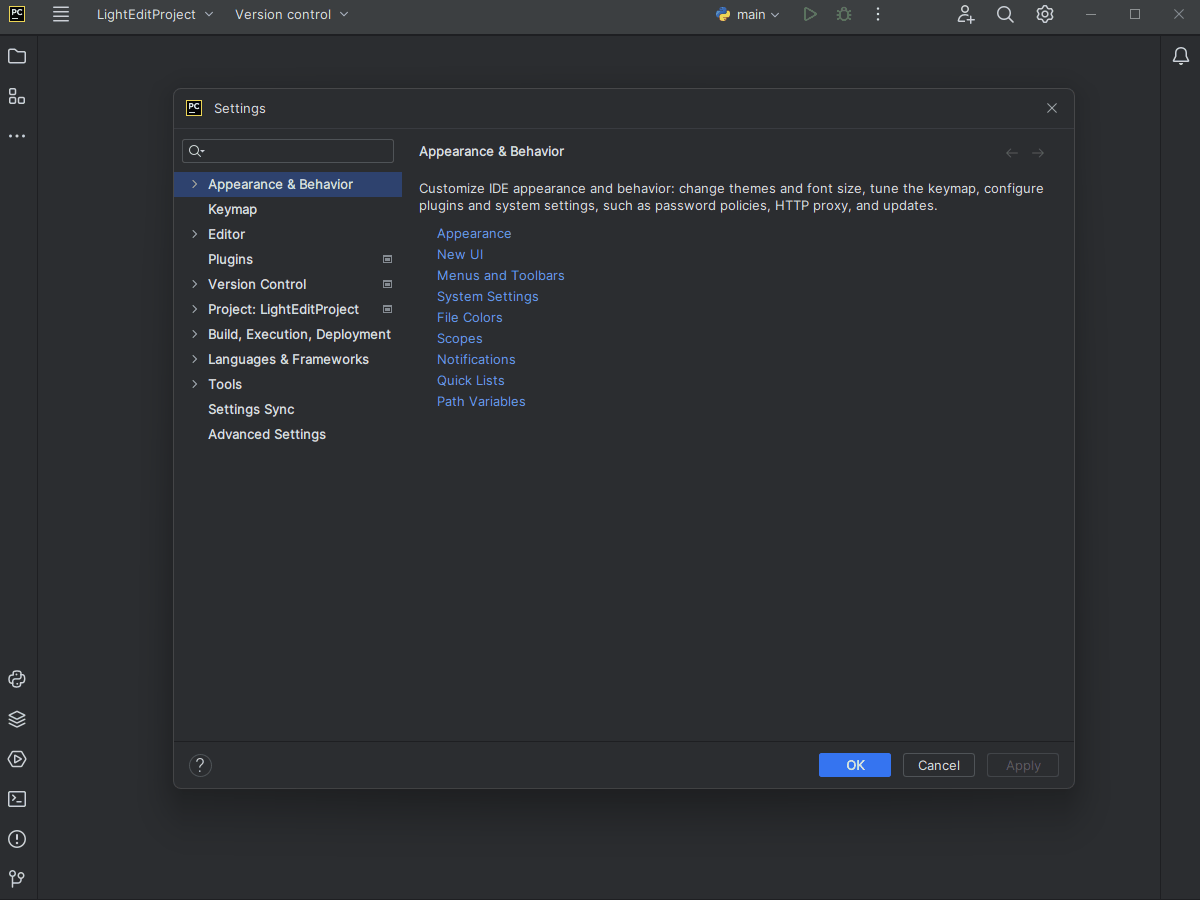 PC
LightEditProject
Version control
main
PC
Settings
Appearance & Behavior
Keymap
Editor
Plugins
Version Control
Project: LightEditProject
Build, Execution, Deployment
Languages & Frameworks
Tools
Settings Sync
Advanced Settings
Appearance & Behavior
Customize IDE appearance and behavior: change themes and font size, tune the keymap, configure
plugins and system settings, such as password policies, HTTP proxy, and updates.
Appearance
New UI
Menus and Toolbars
System Settings
File Colors
Scopes
Notifications
Quick Lists
Path Variables
?
OK
Cancel
Apply